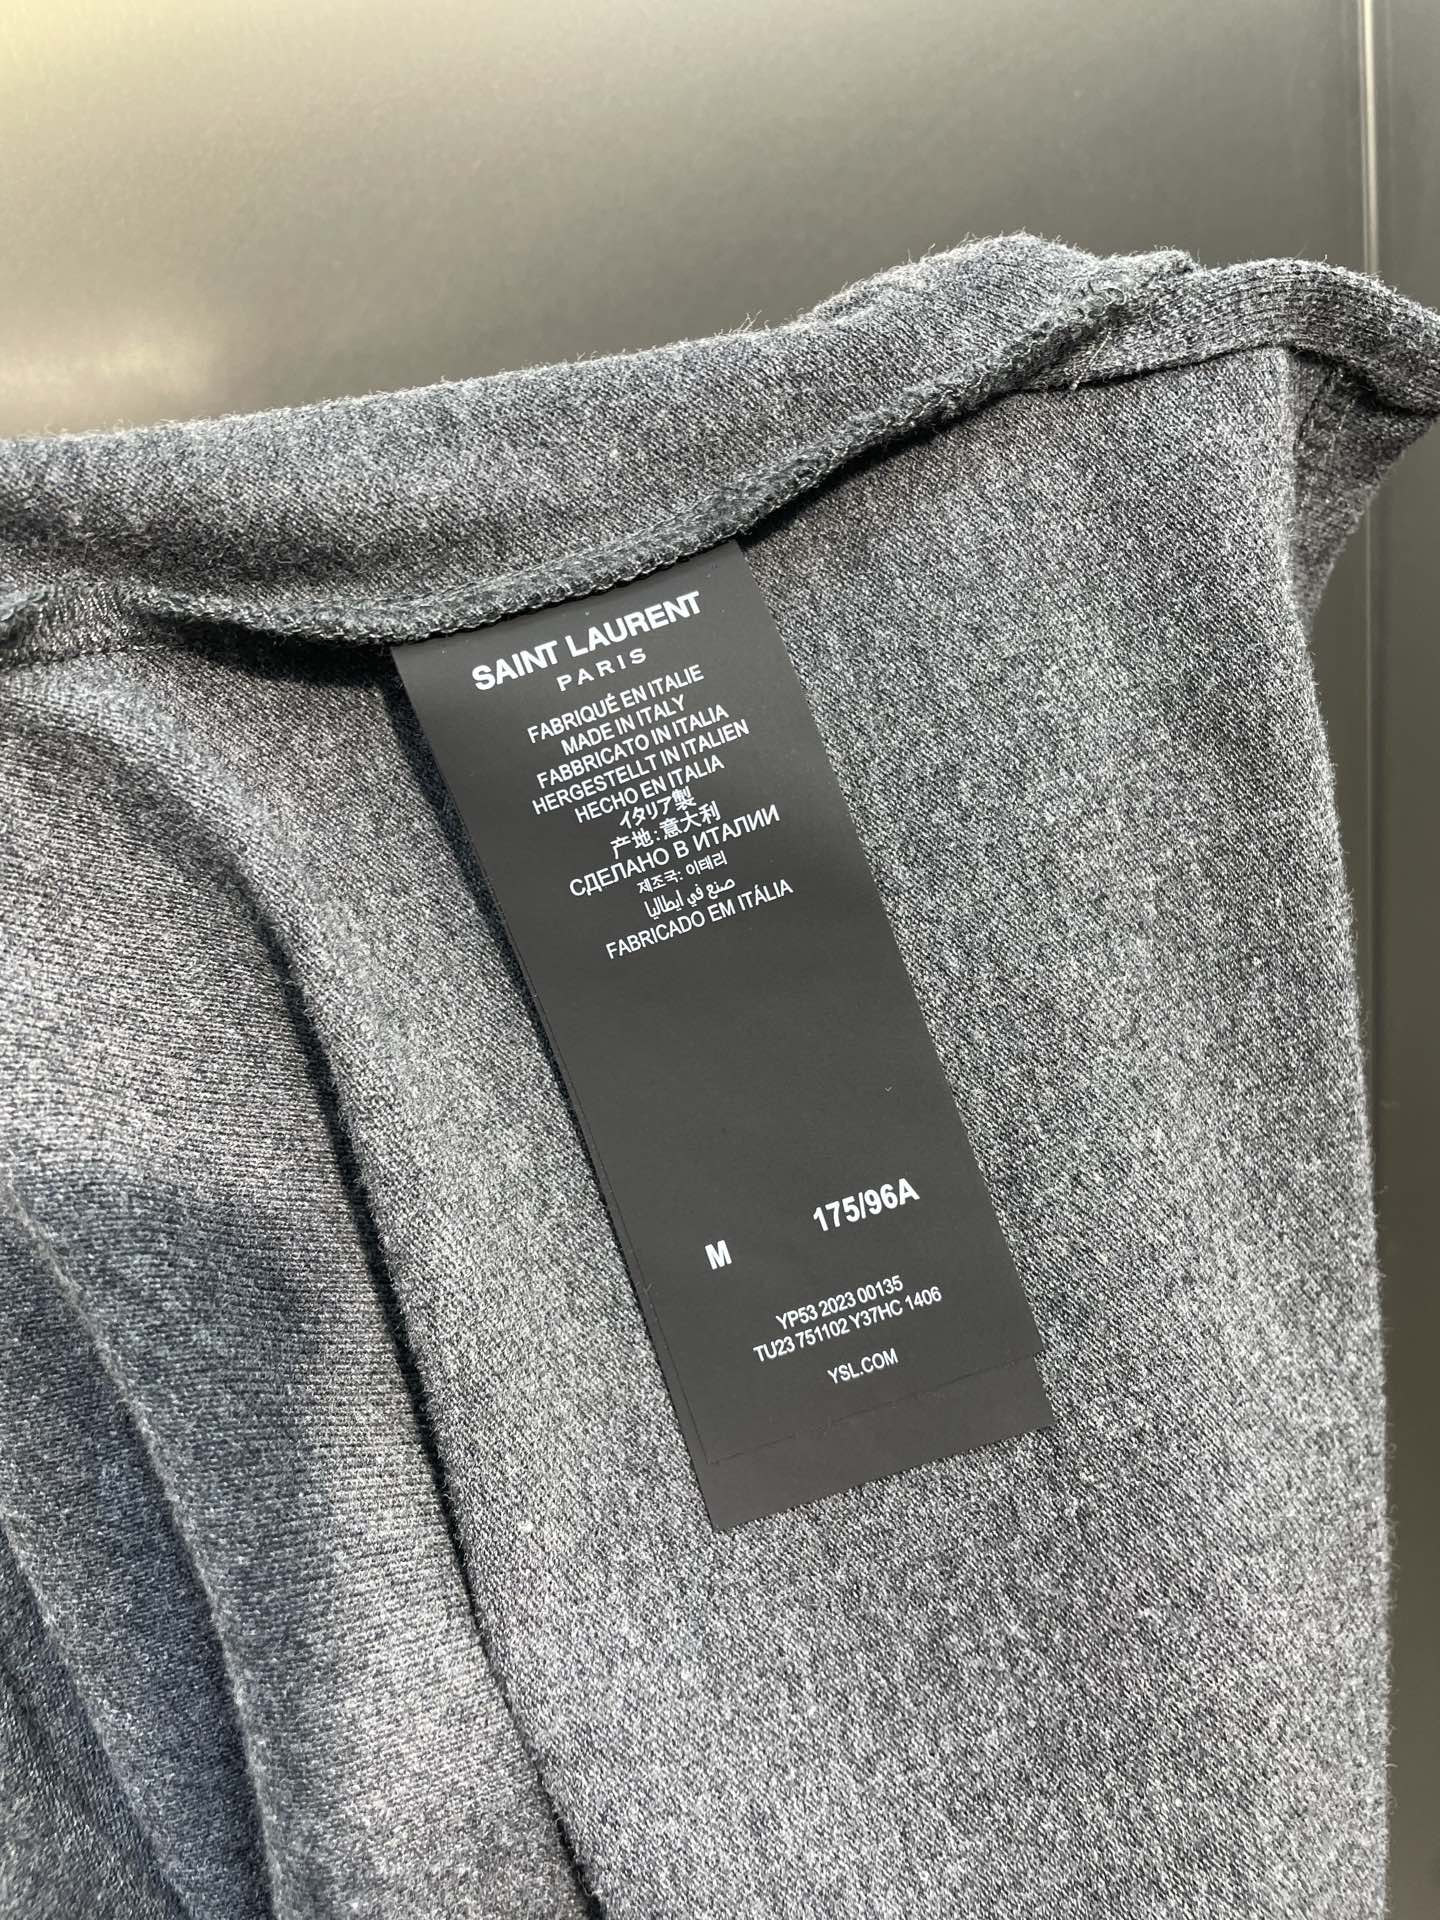 SAINT LAURENT
PARIS
FABRIQUÉ EN ITALIE
MADE IN ITALY
FABBRICATO IN ITALIA
HERGESTELLT IN ITALIEN
HECHO EN ITALIA
イタリア製
产地:意大利
СДЕЛАНО В ИТАЛИИ
제조국: 이태리
صنع في ايطاليا
FABRICADO EM ITÁLIA
M 175/96A
YP53 2023 00135
TU23 751102 Y37HC 1406
YSL.COM